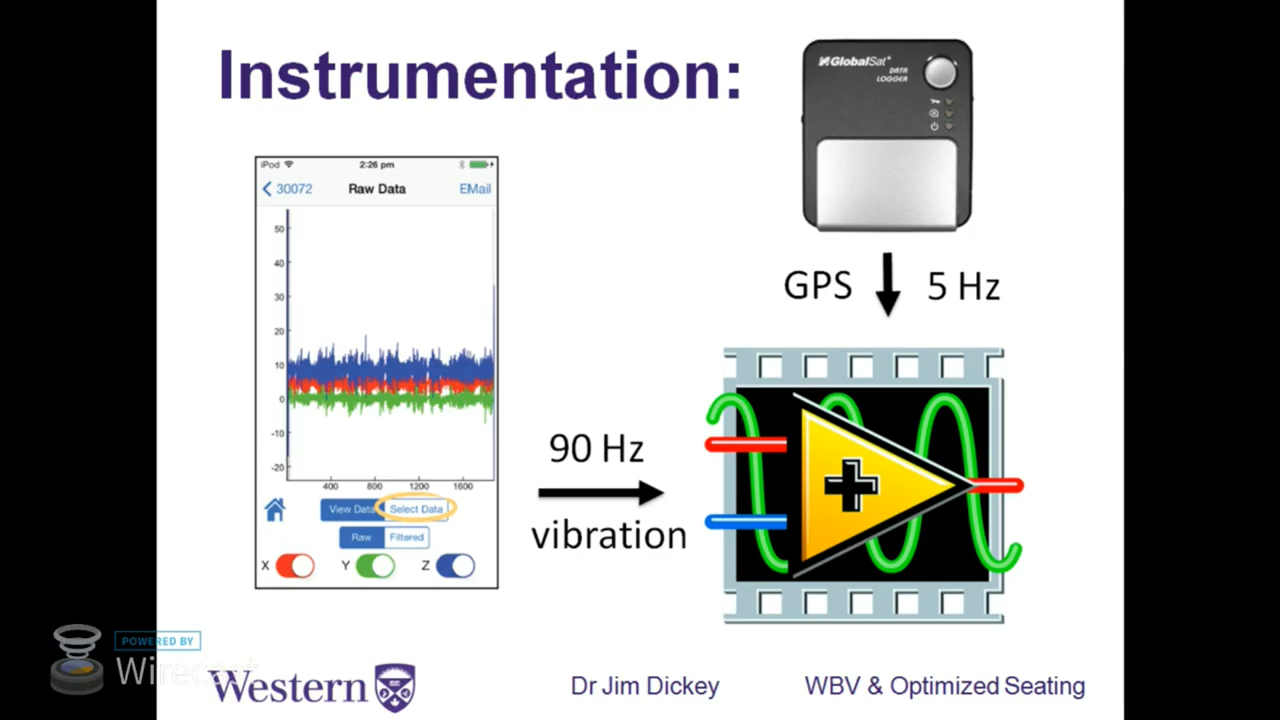 Instrumentation:
GlobalSat
DATA
LOGGER
iPod
2:26 pm
30072
Raw Data
EMail
50
40
30
20
10
0
-10
-20
400 800 1200 1600
View Data
Select Data
Raw
Filtered
X
Y
Z
GPS
5 Hz
90 Hz
vibration
POWERED BY
Wirecast
Western
Dr Jim Dickey
WBV & Optimized Seating